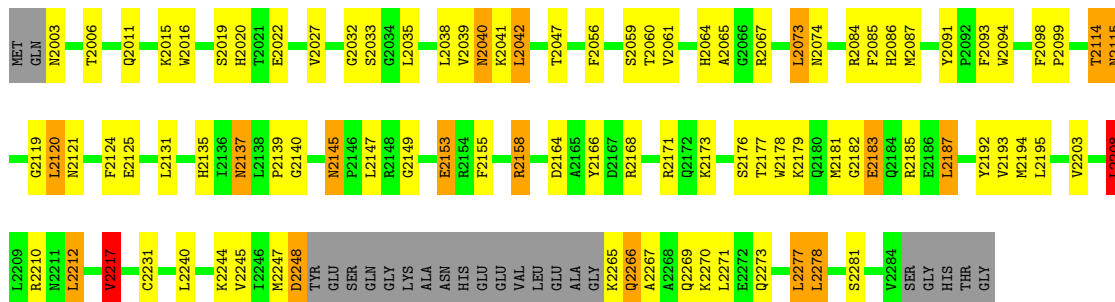 MET GLN N2003 T2006 Q2011 K2015 W2016 S2019 H2020 T2021 E2022 V2027 G2032 S2033 G2034 L2035 L2038 V2039 N2040 K2041 L2042 T2047 F2056 S2059 T2060 V2061 H2064 A2065 G2066 R2067 L2073 N2074 R2084 F2085 H2086 M2087 Y2091 P2092 F2093 W2094 F2098 P2099 T2114
G2119 L2120 N2121 F2124 E2125 L2131 H2135 I2136 N2137 L2138 P2139 G2140 N2145 P2146 L2147 R2148 G2149 E2153 R2154 F2155 R2158 D2164 A2165 Y2166 D2167 R2168 R2171 Q2172 K2173 S2176 T2177 W2178 K2179 Q2180 M2181 G2182 E2183 Q2184 R2185 E2186 L2187 Y2192 V2193 M2194 L2195 V2203
L2209 R2210 N2211 L2212 V2217 C2231 L2240 K2244 V2245 I2246 M2247 D2248 TYR GLU SER GLN GLY LYS ALA ASN HIS GLU GLU VAL LEU GLU ALA GLY K2265 Q2266 A2267 A2268 Q2269 K2270 L2271 E2272 Q2273 L2277 L2278 S2281 V2284 SER GLY HIS THR GLY